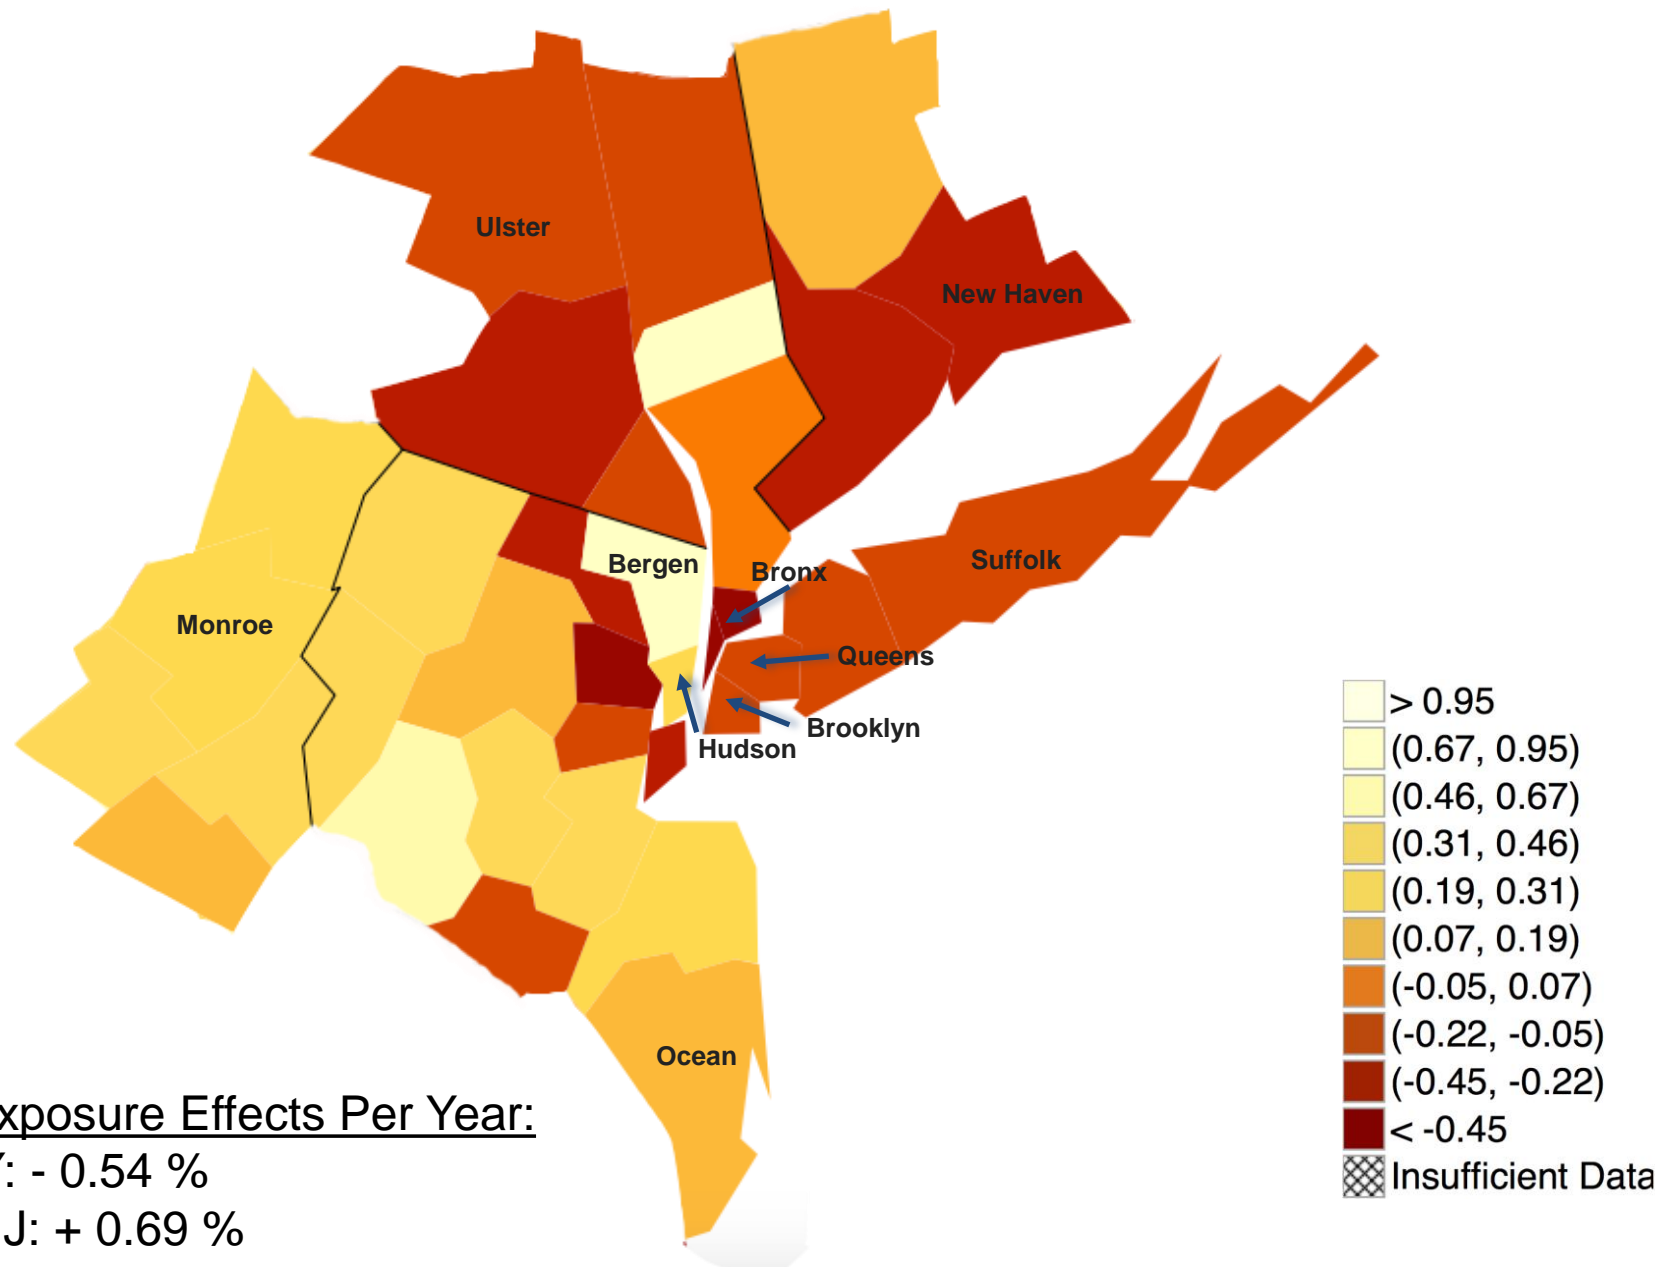 Ulster
New Haven
Bergen
Bronx
Suffolk
Monroe
Queens
Brooklyn
Hudson
Ocean
> 0.95
(0.67, 0.95)
(0.46, 0.67)
(0.31, 0.46)
(0.19, 0.31)
(0.07, 0.19)
(-0.05, 0.07)
(-0.22, -0.05)
(-0.45, -0.22)
< -0.45
Insufficient Data
xposure Effects Per Year:
Y: - 0.54 %
J: + 0.69 %